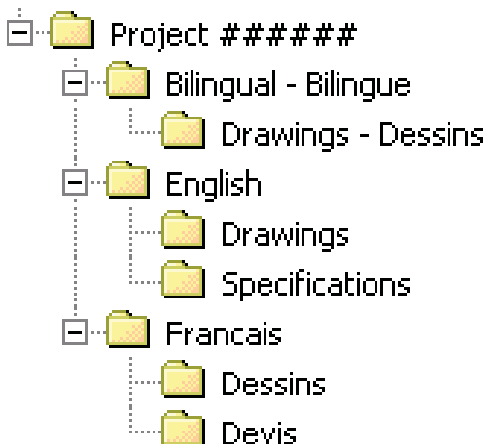 Project ######
Bilingual - Bilingue
Drawings - Dessins
English
Drawings
Specifications
Francais
Dessins
Devis